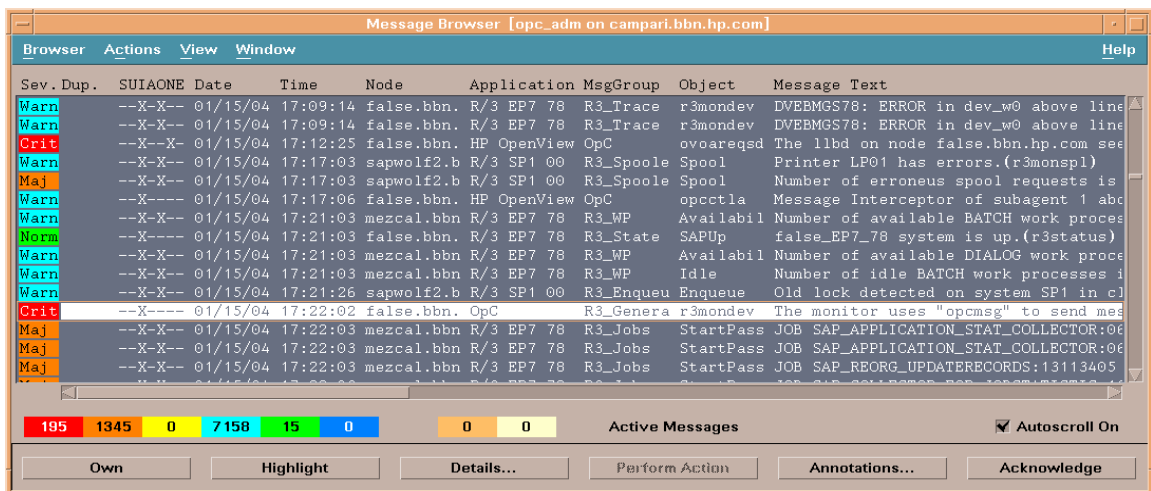 Message Browser [opc_adm on campari.bbn.hp.com]
Browser Actions View Window Help
Sev. Dup. SUIAONE Date Time Node Application MsgGroup Object Message Text
Warn --X-X-- 01/15/04 17:09:14 false.bbn. R/3 EP7 78 R3_Trace r3mondev DVEBMGS78: ERROR in dev_w0 above line
Warn --X-X-- 01/15/04 17:09:14 false.bbn. R/3 EP7 78 R3_Trace r3mondev DVEBMGS78: ERROR in dev_w0 above line
Crit --X-X-- 01/15/04 17:12:25 false.bbn. HP OpenView OpC ovoareqsd The llbd on node false.bbn.hp.com see
Warn --X-X-- 01/15/04 17:17:03 sapwolf2.b R/3 SP1 00 R3_Spoole Spool Printer LP01 has errors.(r3monspl)
Maj --X-X-- 01/15/04 17:17:03 sapwolf2.b R/3 SP1 00 R3_Spoole Spool Number of erroneus spool requests is
Warn --X---- 01/15/04 17:17:06 false.bbn. HP OpenView OpC opcctla Message Interceptor of subagent 1 abo
Warn --X-X-- 01/15/04 17:21:03 mezcal.bbn R/3 EP7 78 R3_WP Availabil Number of available BATCH work proces
Norm --X---- 01/15/04 17:21:03 false.bbn. R/3 EP7 78 R3_State SAPUp false_EP7_78 system is up.(r3status)
Warn --X-X-- 01/15/04 17:21:03 mezcal.bbn R/3 EP7 78 R3_WP Availabil Number of available DIALOG work proce
Warn --X-X-- 01/15/04 17:21:03 mezcal.bbn R/3 EP7 78 R3_WP Idle Number of idle BATCH work processes i
Warn --X-X-- 01/15/04 17:21:26 sapwolf2.b R/3 SP1 00 R3_Enqueu Enqueue Old lock detected on system SP1 in cl
Crit --X---- 01/15/04 17:22:02 false.bbn. OpC R3_Genera r3mondev The monitor uses "opcmsg" to send mes
Maj --X-X-- 01/15/04 17:22:03 mezcal.bbn R/3 EP7 78 R3_Jobs StartPass JOB SAP_APPLICATION_STAT_COLLECTOR:06
Maj --X-X-- 01/15/04 17:22:03 mezcal.bbn R/3 EP7 78 R3_Jobs StartPass JOB SAP_APPLICATION_STAT_COLLECTOR:06
Maj --X-X-- 01/15/04 17:22:03 mezcal.bbn R/3 EP7 78 R3_Jobs StartPass JOB SAP_REORG_UPDATERECORDS:13113405
195 1345 0 7158 15 0 0 0 Active Messages Autoscroll On
Own Highlight Details... Perform Action Annotations... Acknowledge